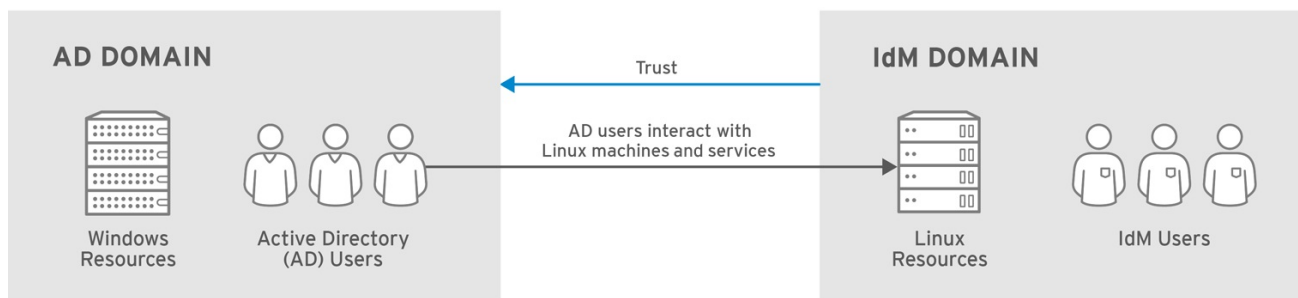 AD DOMAIN
Windows
Resources
Active Directory
(AD) Users
Trust
AD users interact with
Linux machines and services
IdM DOMAIN
Linux
Resources
IdM Users